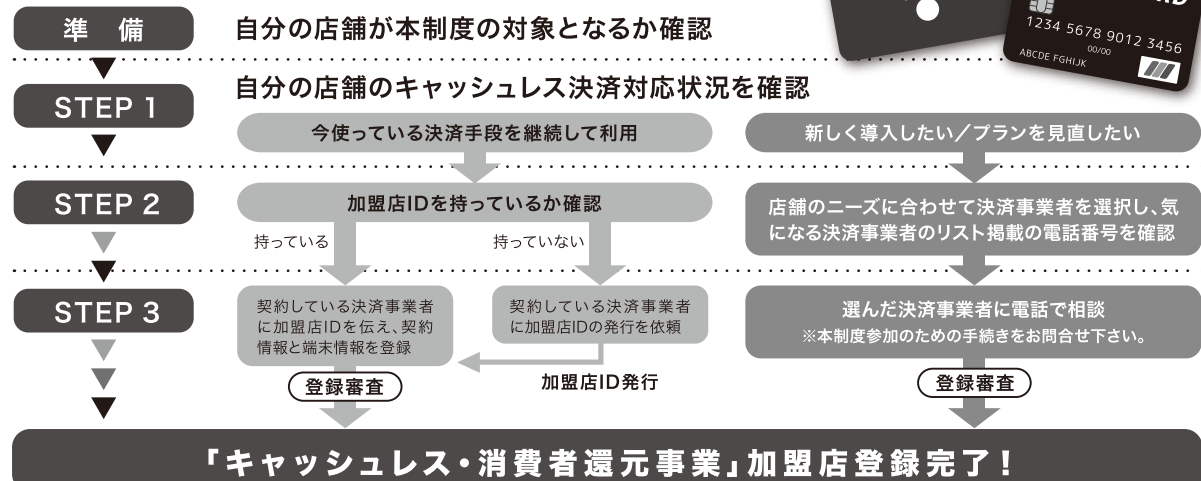 準 備
自分の店舗が本制度の対象となるか確認
RD
1234 5678 9012 3456
00/00
ABCDE FGHIJK
STEP 1
自分の店舗のキャッシュレス決済対応状況を確認
今使っている決済手段を継続して利用
新しく導入したい／プランを見直したい
STEP 2
加盟店IDを持っているか確認
持っている
持っていない
店舗のニーズに合わせて決済事業者を選択し、気
になる決済事業者のリスト掲載の電話番号を確認
STEP 3
契約している決済事業者
に加盟店IDを伝え、契約
情報と端末情報を登録
契約している決済事業者
に加盟店IDの発行を依頼
加盟店ID発行
登録審査
選んだ決済事業者に電話で相談
※本制度参加のための手続きをお問合せ下さい。
登録審査
「キャッシュレス・消費者還元事業」加盟店登録完了！